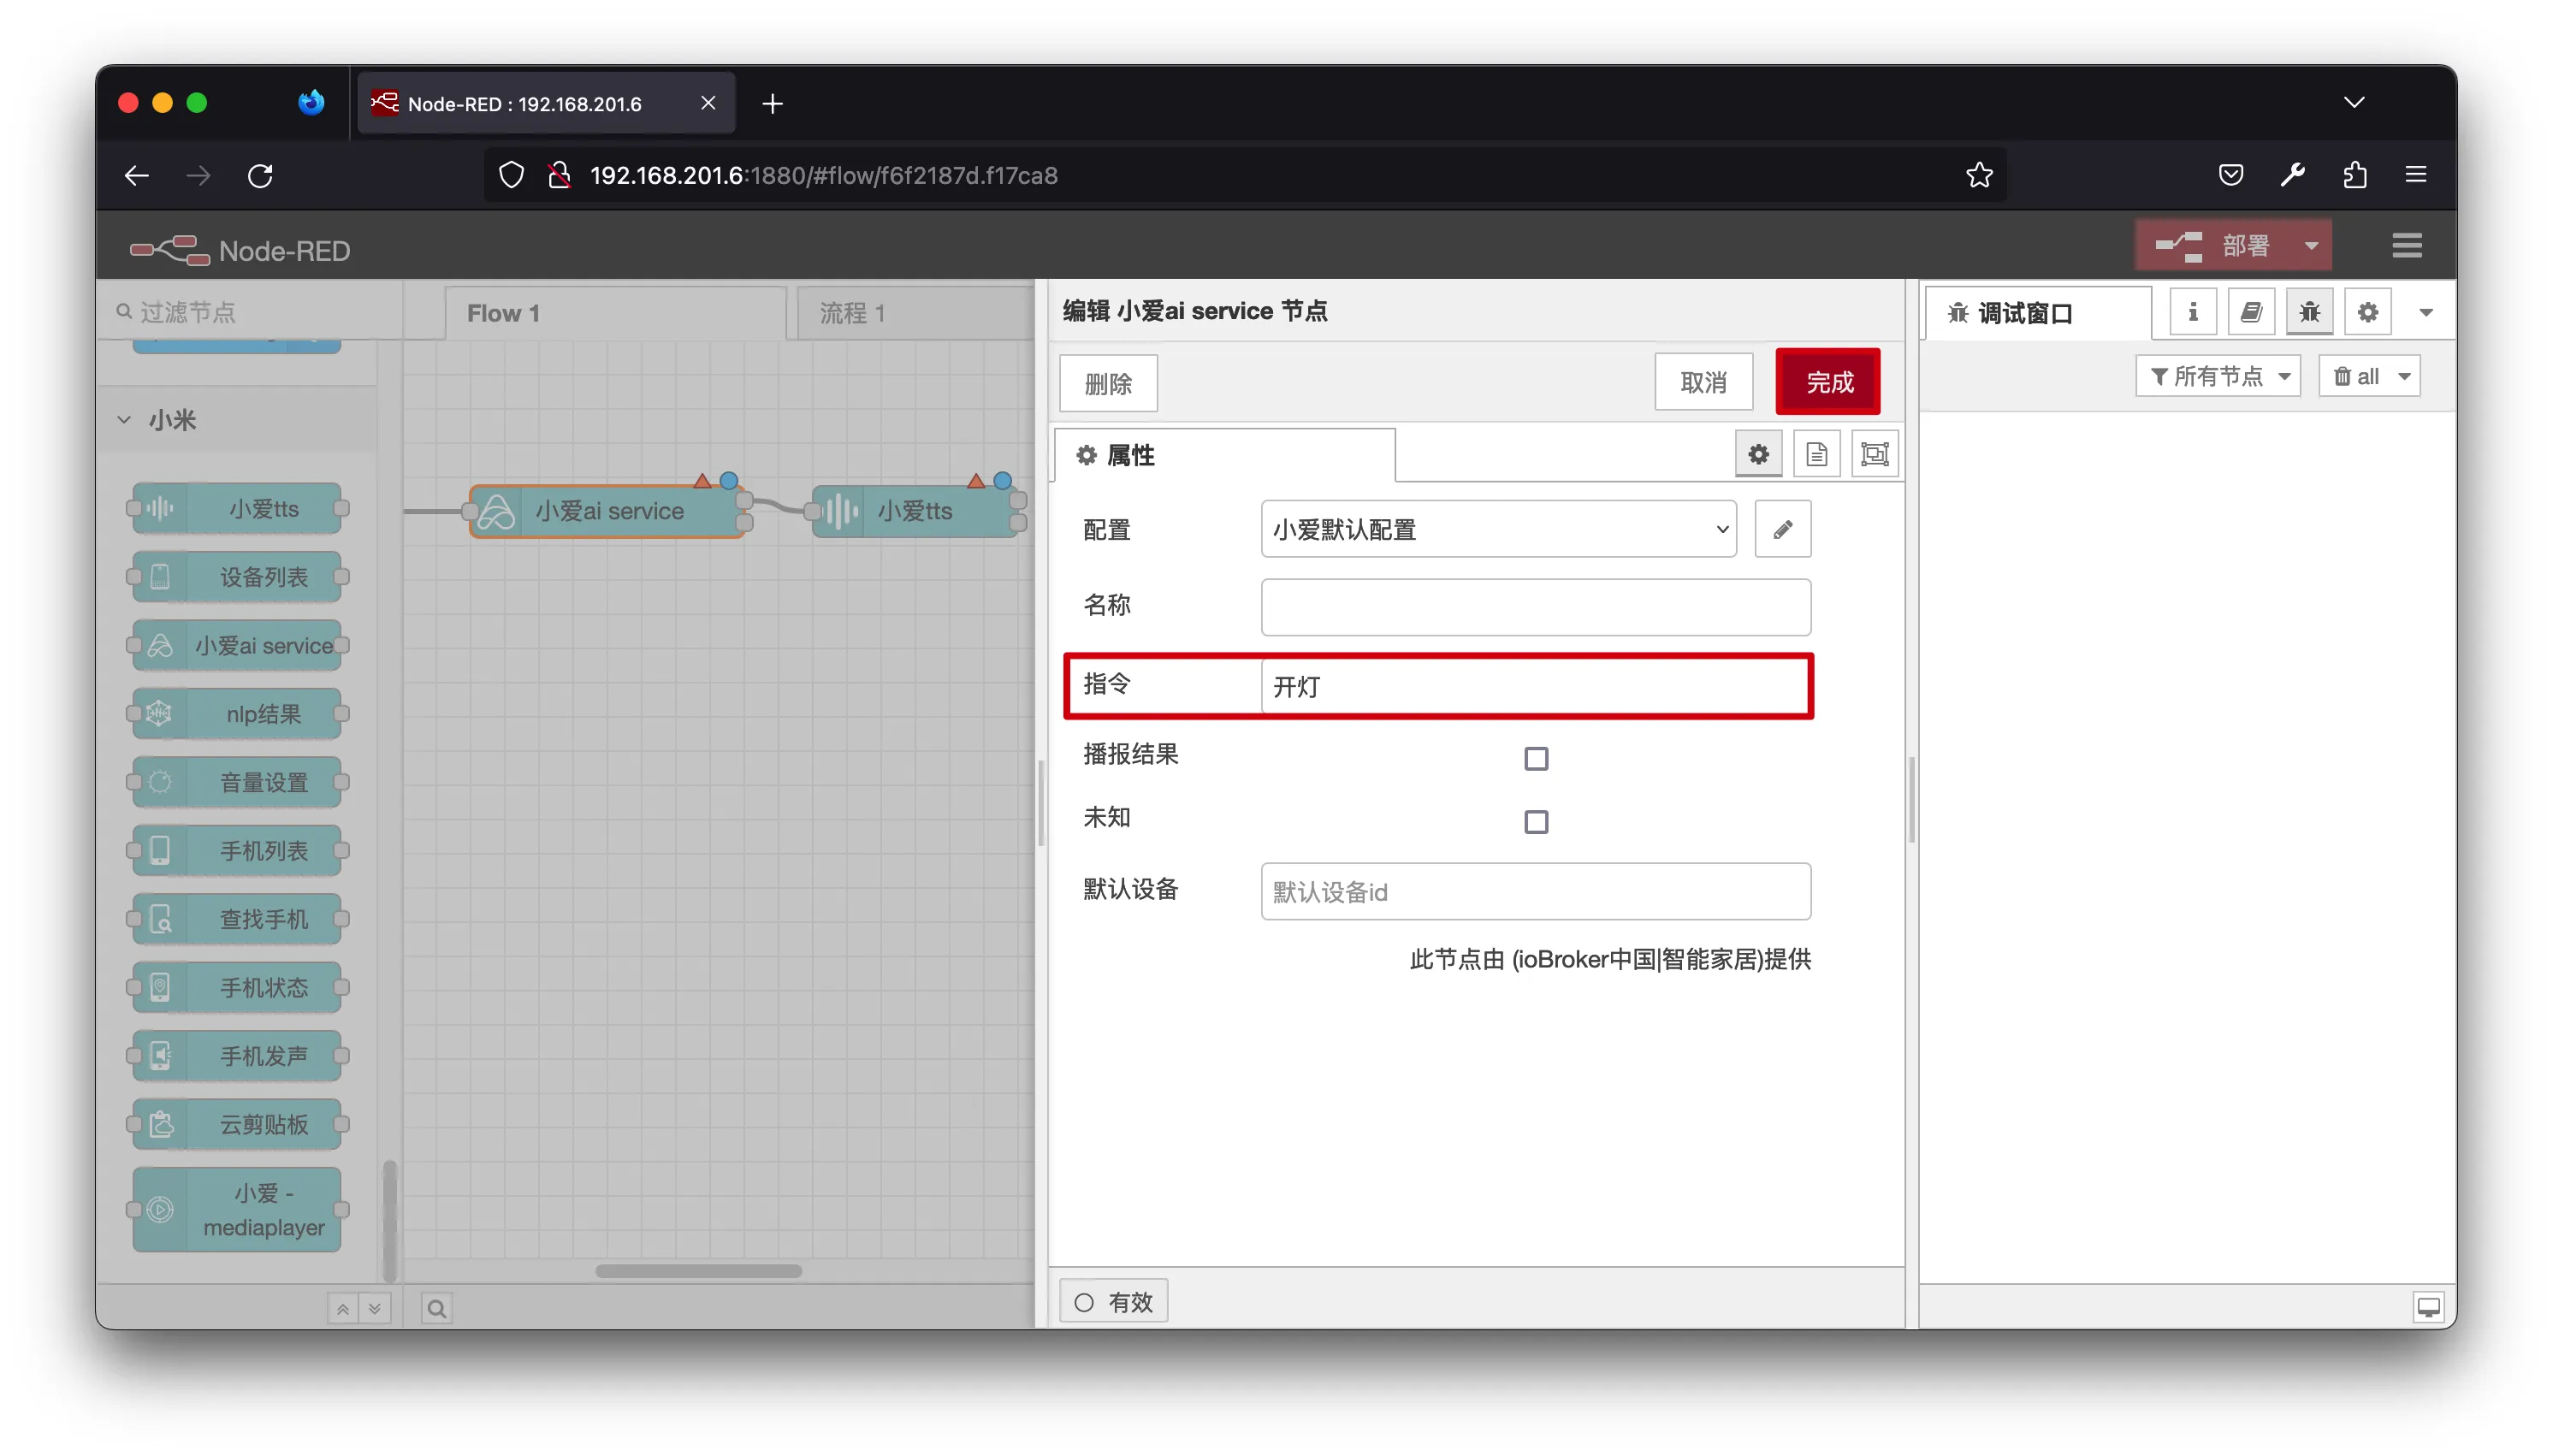 Node-RED : 192.168.201.6
192.168.201.6:1880/#flow/f6f2187d.f17ca8
Node-RED
部署
过滤节点
Flow 1
流程 1
编辑 小爱ai service 节点
调试窗口
删除
取消
完成
所有节点
all
小米
属性
小爱tts
设备列表
小爱ai service
nlp结果
音量设置
手机列表
查找手机
手机状态
手机发声
云剪贴板
小爱 -
mediaplayer
小爱ai service
小爱tts
配置
小爱默认配置
名称
指令
开灯
播报结果
未知
默认设备
默认设备id
此节点由 (ioBroker中国|智能家居)提供
有效